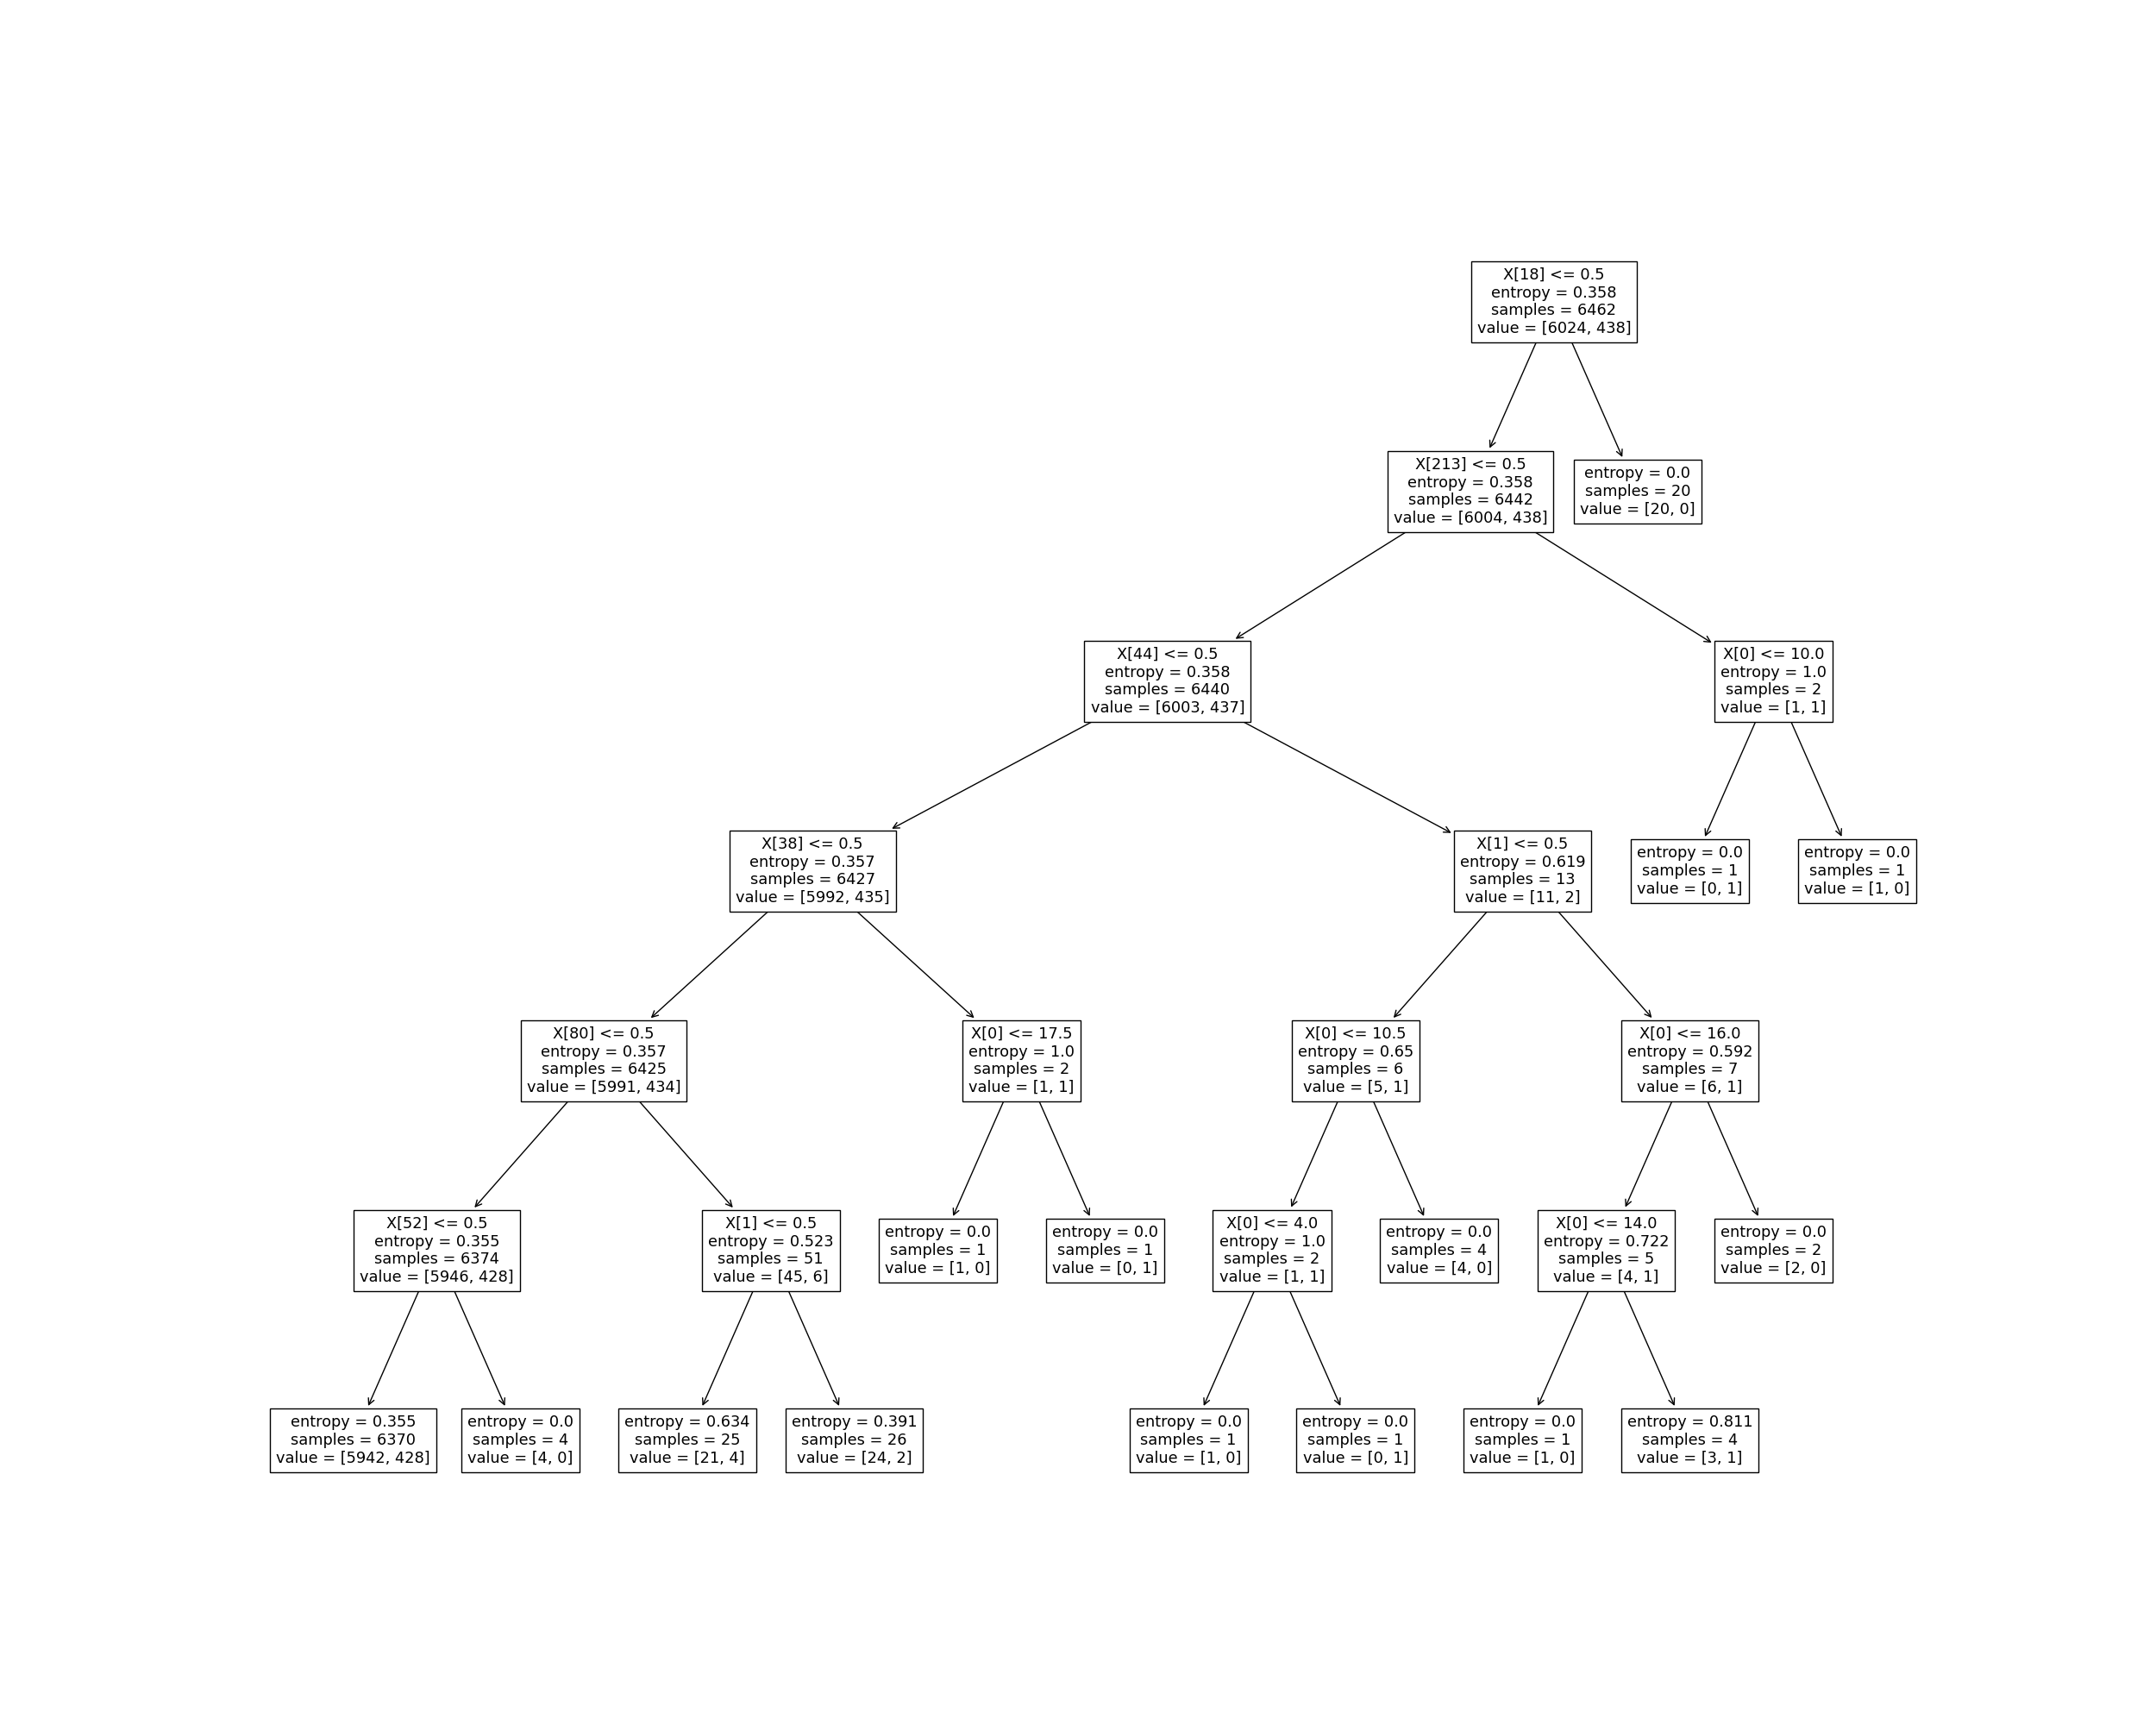 X[18] <= 0.5
entropy = 0.358
samples = 6462
value = [6024, 438]
X[213] <= 0.5
entropy = 0.358
samples = 6442
value = [6004, 438]
entropy = 0.0
samples = 20
value = [20, 0]
X[44] <= 0.5
entropy = 0.358
samples = 6440
value = [6003, 437]
X[0] <= 10.0
entropy = 1.0
samples = 2
value = [1, 1]
X[38] <= 0.5
entropy = 0.357
samples = 6427
value = [5992, 435]
X[1] <= 0.5
entropy = 0.619
samples = 13
value = [11, 2]
entropy = 0.0
samples = 1
value = [0, 1]
entropy = 0.0
samples = 1
value = [1, 0]
X[80] <= 0.5
entropy = 0.357
samples = 6425
value = [5991, 434]
X[0] <= 17.5
entropy = 1.0
samples = 2
value = [1, 1]
X[0] <= 10.5
entropy = 0.65
samples = 6
value = [5, 1]
X[0] <= 16.0
entropy = 0.592
samples = 7
value = [6, 1]
X[52] <= 0.5
entropy = 0.355
samples = 6374
value = [5946, 428]
X[1] <= 0.5
entropy = 0.523
samples = 51
value = [45, 6]
entropy = 0.0
samples = 1
value = [1, 0]
entropy = 0.0
samples = 1
value = [0, 1]
X[0] <= 4.0
entropy = 1.0
samples = 2
value = [1, 1]
entropy = 0.0
samples = 4
value = [4, 0]
X[0] <= 14.0
entropy = 0.722
samples = 5
value = [4, 1]
entropy = 0.0
samples = 2
value = [2, 0]
entropy = 0.355
samples = 6370
value = [5942, 428]
entropy = 0.0
samples = 4
value = [4, 0]
entropy = 0.634
samples = 25
value = [21, 4]
entropy = 0.391
samples = 26
value = [24, 2]
entropy = 0.0
samples = 1
value = [1, 0]
entropy = 0.0
samples = 1
value = [0, 1]
entropy = 0.0
samples = 1
value = [1, 0]
entropy = 0.811
samples = 4
value = [3, 1]